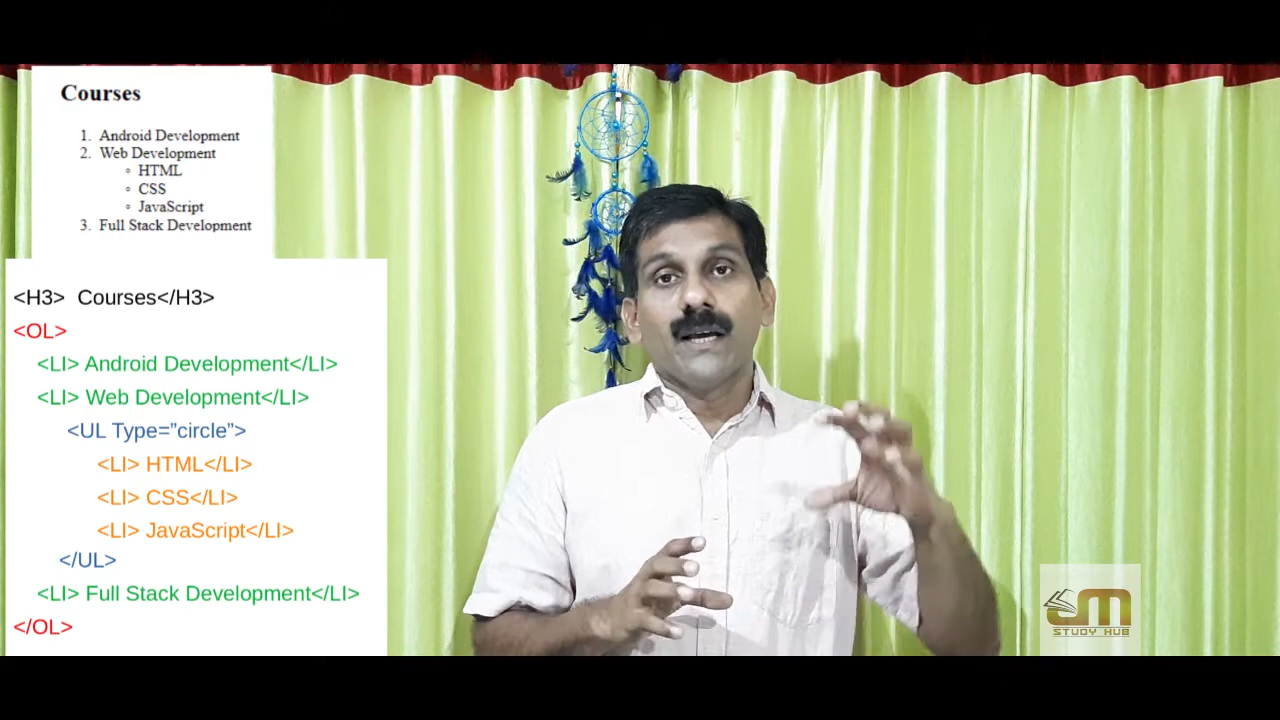 Courses
1. Android Development
2. Web Development
◦ HTML
◦ CSS
◦ JavaScript
3. Full Stack Development
<H3> Courses</H3>
<OL>
<LI> Android Development</LI>
<LI> Web Development</LI>
<UL Type=”circle”>
<LI> HTML</LI>
<LI> CSS</LI>
<LI> JavaScript</LI>
</UL>
<LI> Full Stack Development</LI>
</OL>
STUDY HUB